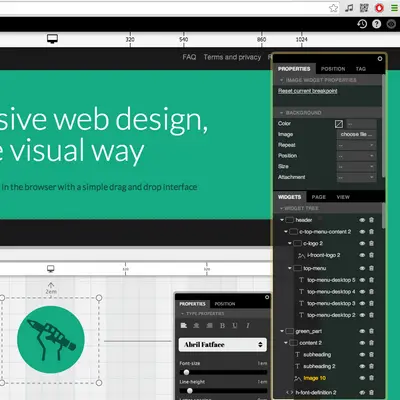 320
540
860
1024
FAQ
Terms and privacy
PROPERTIES
POSITION
TAG
IMAGE WIDGET PROPERTIES
Reset current breakpoint
BACKGROUND
Color
--
Image
choose file ...
Repeat
--
Position
--
Size
--
Attachment
--
sive web design,
e visual way
in the browser with a simple drag and drop interface
WIDGETS
PAGE
VIEW
WIDGET TREE
header
c-top-menu-content 2
c-logo 2
i-froont-logo 2
top-menu
top-menu-desktop 5
top-menu-desktop 4
top-menu-desktop 3
top-menu-desktop 2
green_part
content 2
subheading
subheading 2
Image 10
h-font-definition 2
2em
PROPERTIES
POSITION
TYPE PROPERTIES
B
U
I
Abril Fatface
Font-size
1em
Line-height
1em